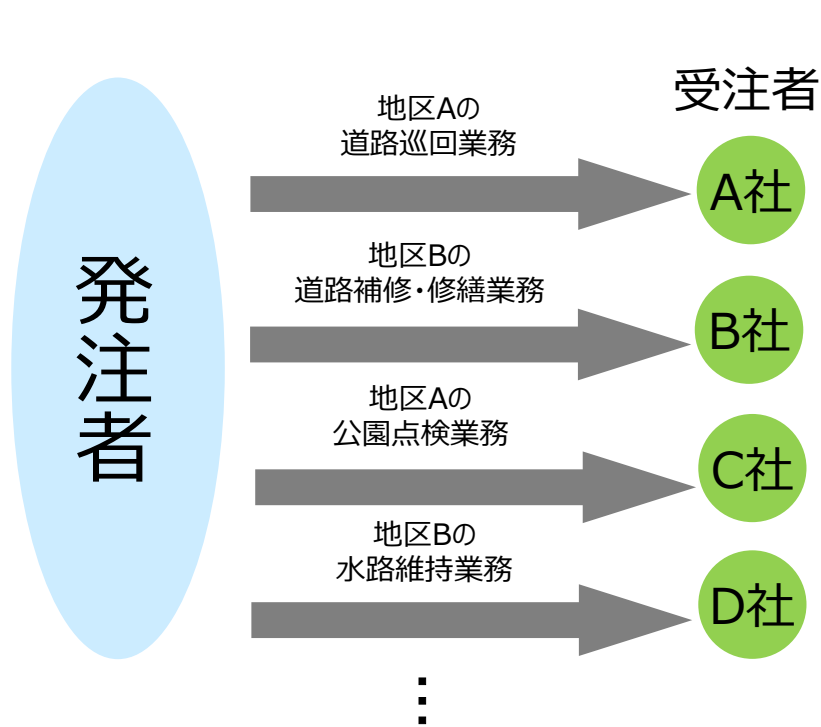 受注者
発注者
地区Aの
道路巡回業務
A社
地区Bの
道路補修・修繕業務
B社
地区Aの
公園点検業務
C社
地区Bの
水路維持業務
D社
⋮